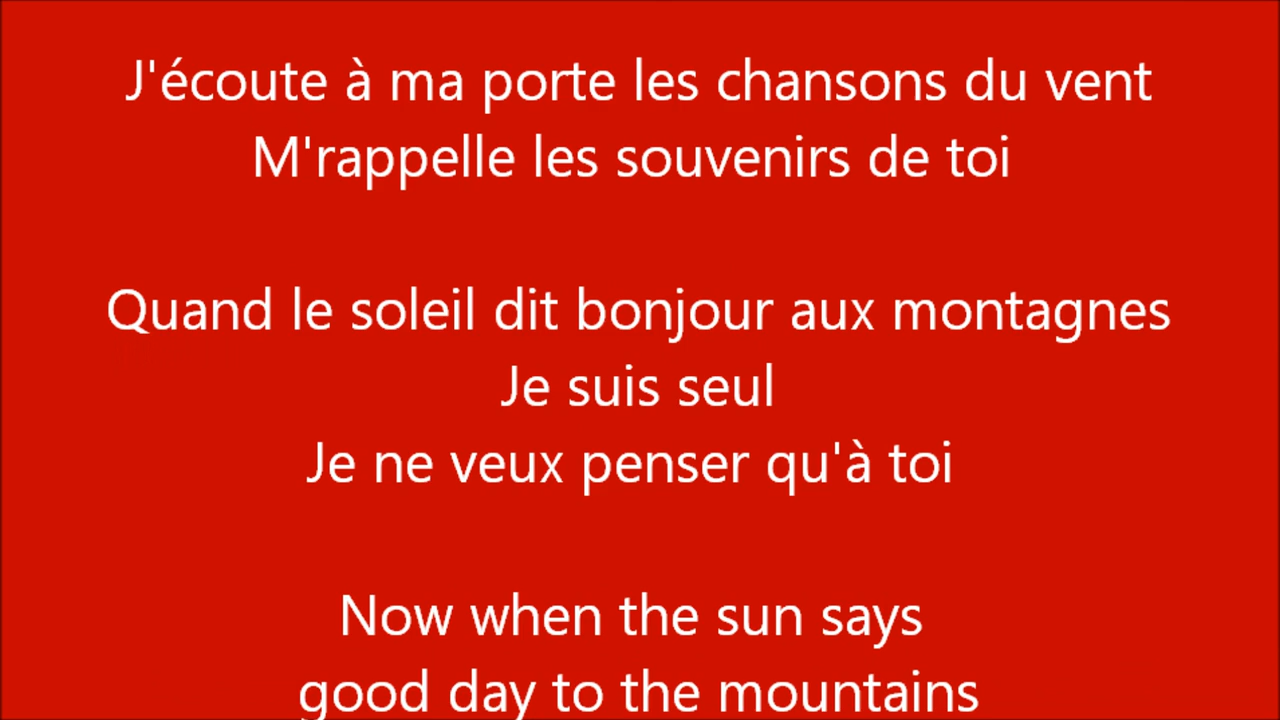 J'écoute à ma porte les chansons du vent
M'rappelle les souvenirs de toi
Quand le soleil dit bonjour aux montagnes
Je suis seul
Je ne veux penser qu'à toi
Now when the sun says
good day to the mountains